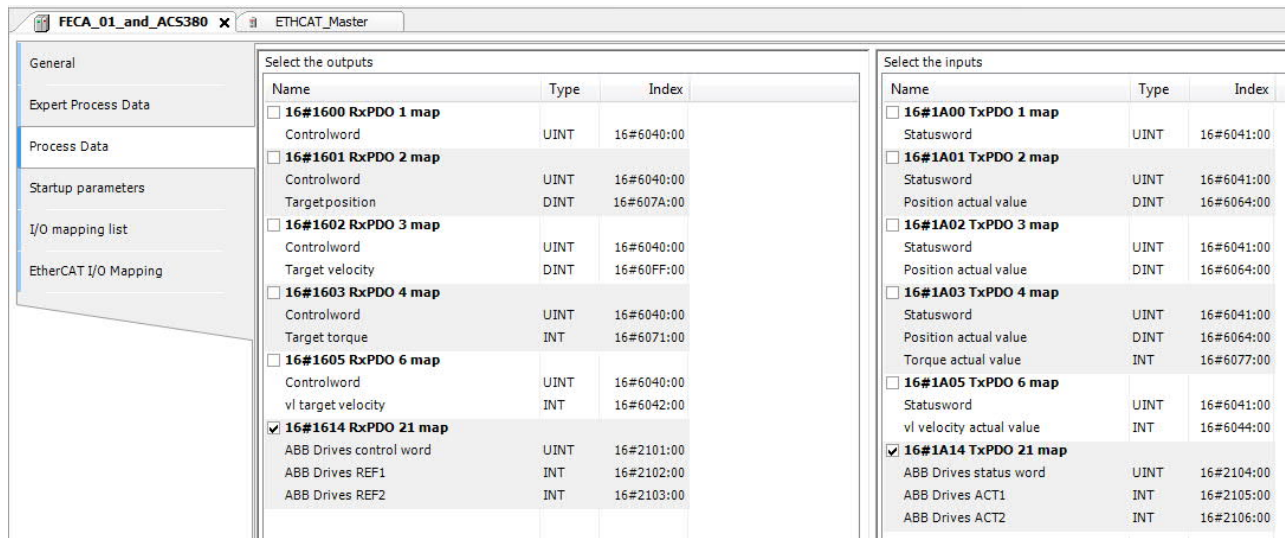 FECA_01_and_ACS380 ETHCAT_Master
General
Expert Process Data
Process Data
Startup parameters
I/O mapping list
EtherCAT I/O Mapping
Select the outputs
Name Type Index
16#1600 RxPDO 1 map
Controlword UINT 16#6040:00
16#1601 RxPDO 2 map
Controlword UINT 16#6040:00
Targetposition DINT 16#607A:00
16#1602 RxPDO 3 map
Controlword UINT 16#6040:00
Target velocity DINT 16#60FF:00
16#1603 RxPDO 4 map
Controlword UINT 16#6040:00
Target torque INT 16#6071:00
16#1605 RxPDO 6 map
Controlword UINT 16#6040:00
vl target velocity INT 16#6042:00
16#1614 RxPDO 21 map
ABB Drives control word UINT 16#2101:00
ABB Drives REF1 INT 16#2102:00
ABB Drives REF2 INT 16#2103:00
Select the inputs
Name Type Index
16#1A00 TxPDO 1 map
Statusword UINT 16#6041:00
16#1A01 TxPDO 2 map
Statusword UINT 16#6041:00
Position actual value DINT 16#6064:00
16#1A02 TxPDO 3 map
Statusword UINT 16#6041:00
Position actual value DINT 16#6064:00
16#1A03 TxPDO 4 map
Statusword UINT 16#6041:00
Position actual value DINT 16#6064:00
Torque actual value INT 16#6077:00
16#1A05 TxPDO 6 map
Statusword UINT 16#6041:00
vl velocity actual value INT 16#6044:00
16#1A14 TxPDO 21 map
ABB Drives status word UINT 16#2104:00
ABB Drives ACT1 INT 16#2105:00
ABB Drives ACT2 INT 16#2106:00